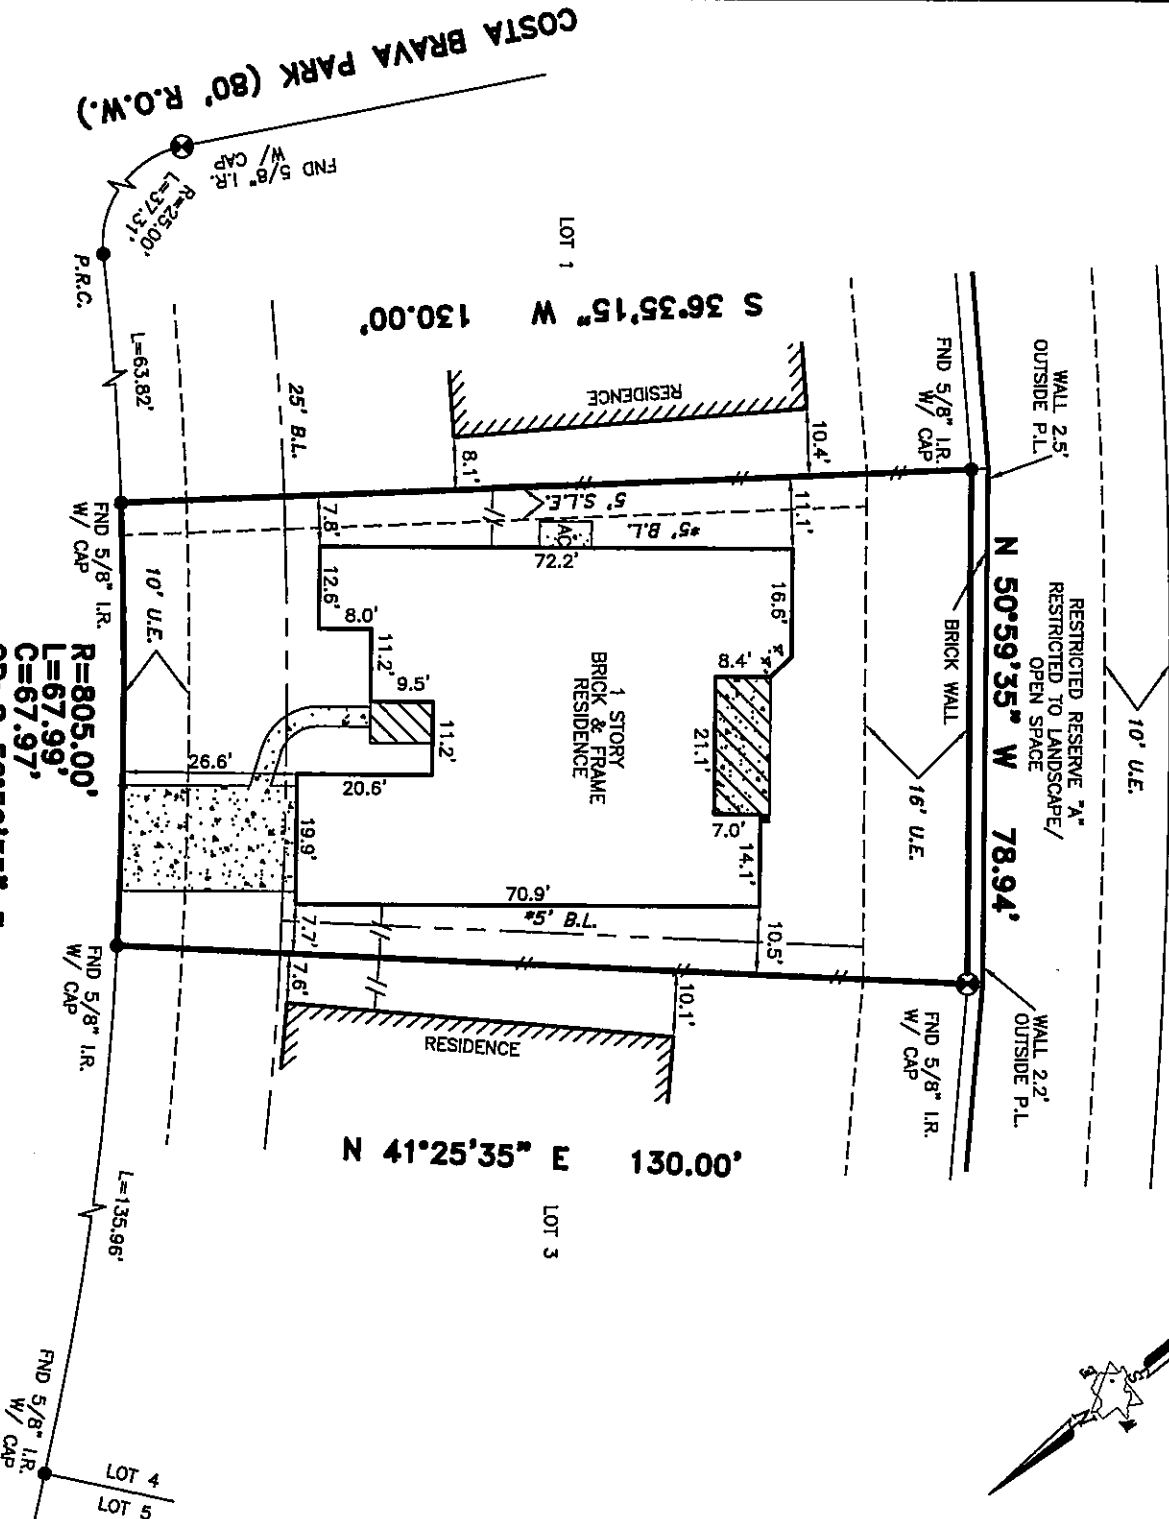 COSTA BRAVA PARK (80' R.O.W.)
FND 5/8" I.R.
W/ CAP
R=25.00'
L=37.31'
P.R.C.
L=63.82'
LOT 1
S 36°35'15" W 130.00'
RESIDENCE
25' B.L.
8.1'
10.4'
FND 5/8" I.R.
W/ CAP
WALL 2.5'
OUTSIDE P.L.
10' U.E.
RESTRICTED RESERVE "A"
RESTRICTED TO LANDSCAPE/
OPEN SPACE
N 50°59'35" W 78.94'
BRICK WALL
16' U.E.
FND 5/8" I.R.
W/ CAP
10' U.E.
7.8'
5' S.L.E.
*5' B.L.
AC
11.1'
72.2'
12.6'
8.0'
11.2'
9.5'
11.2'
16.6'
8.4'
21.1'
7.0'
14.1'
1 STORY
BRICK & FRAME
RESIDENCE
26.6'
20.6'
19.9'
70.9'
*5' B.L.
7.7'
10.5'
7.6'
10.1'
RESIDENCE
R=805.00'
L=67.99'
C=67.97'
FND 5/8" I.R.
W/ CAP
WALL 2.2'
OUTSIDE P.L.
FND 5/8" I.R.
W/ CAP
N 41°25'35" E 130.00'
LOT 3
L=135.96'
FND 5/8" I.R.
W/ CAP
LOT 4
LOT 5
N
E
S
W